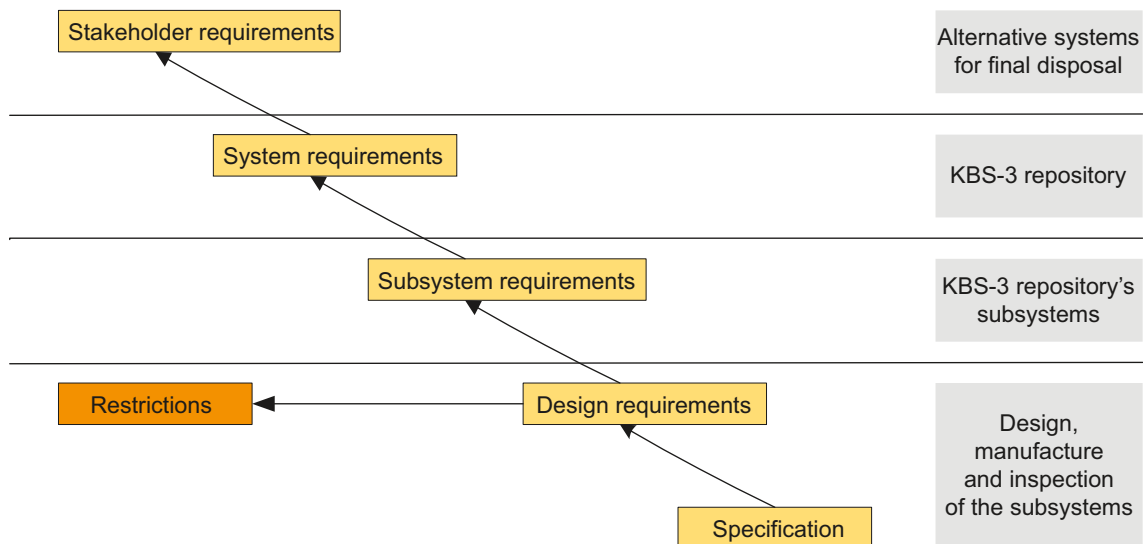 Stakeholder requirements
Alternative systems
for final disposal
System requirements
KBS-3 repository
Subsystem requirements
KBS-3 repository's
subsystems
Restrictions
Design requirements
Design,
manufacture
and inspection
of the subsystems
Specification